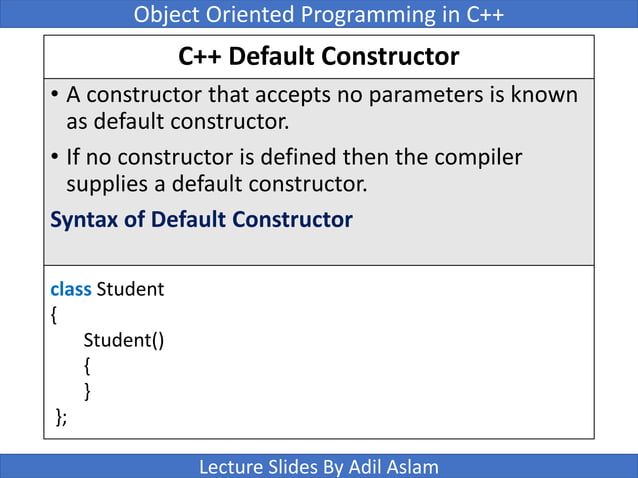 Object Oriented Programming in C++
C++ Default Constructor
• A constructor that accepts no parameters is known
as default constructor.
• If no constructor is defined then the compiler
supplies a default constructor.
Syntax of Default Constructor
class Student
{
Student()
{
}
};
Lecture Slides By Adil Aslam